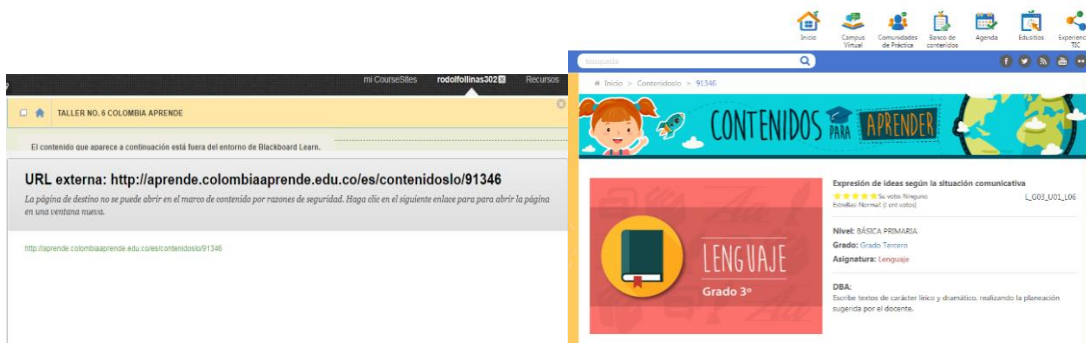 mi CourseSites rodolfollinas302 Recursos
TALLER NO. 6 COLOMBIA APRENDE
El contenido que aparece a continuación está fuera del entorno de Blackboard Learn.
URL externa: http://aprende.colombiaaprende.edu.co/es/contenidoslo/91346
La página de destino no se puede abrir en el marco de contenido por razones de seguridad. Haga clic en el siguiente enlace para para abrir la página
en una ventana nueva.
http://aprende.colombiaaprende.edu.co/es/contenidoslo/91346
Inicio
Campus
Virtual
Comunidades
de Práctica
Banco de
contenidos
Agenda
Edusitios
Experienc
TIC
Inicio > Contenidoslo > 91346
CONTENIDOS PARA APRENDER
LENGUAJE
Grado 3º
Expresión de ideas según la situación comunicativa
Su voto: Ninguno
L_G03_U01_L06
Nivel: BÁSICA PRIMARIA
Grado: Grado Tercero
Asignatura: Lenguaje
DBA:
Escribe textos de carácter lírico y dramático, realizando la planeación
sugerida por el docente.